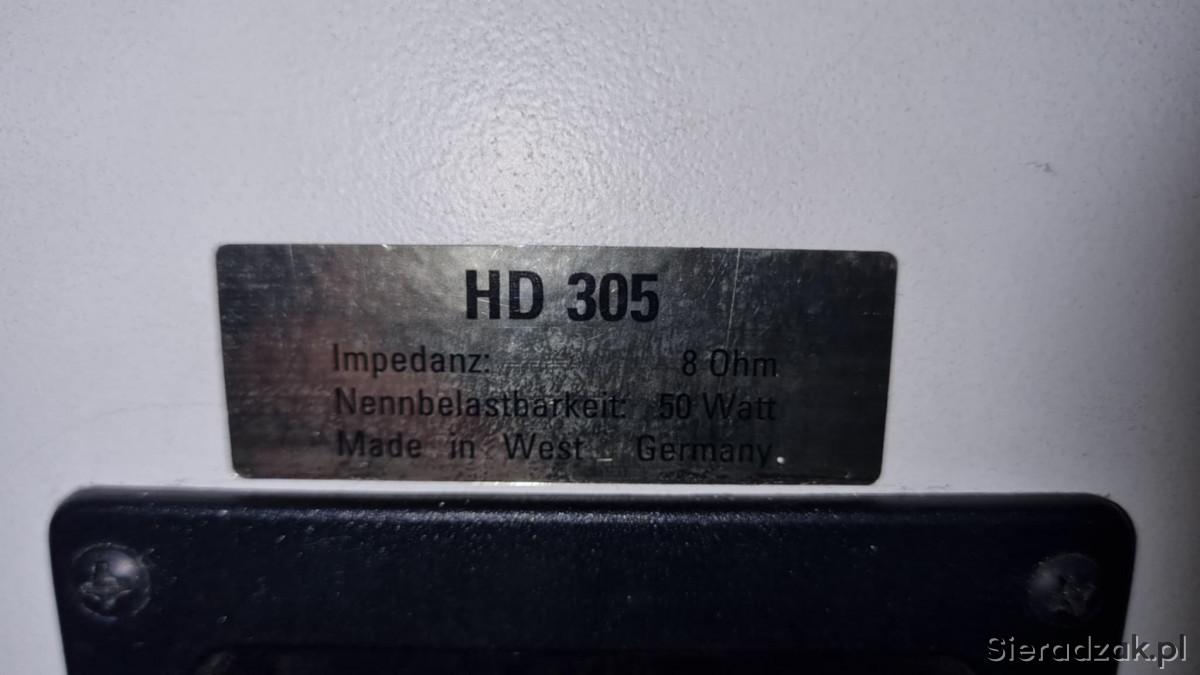 HD 305
Impedanz: 8 Ohm
Nennbelastbarkeit: 50 Watt
Made in West Germany
Sieradzak.pl